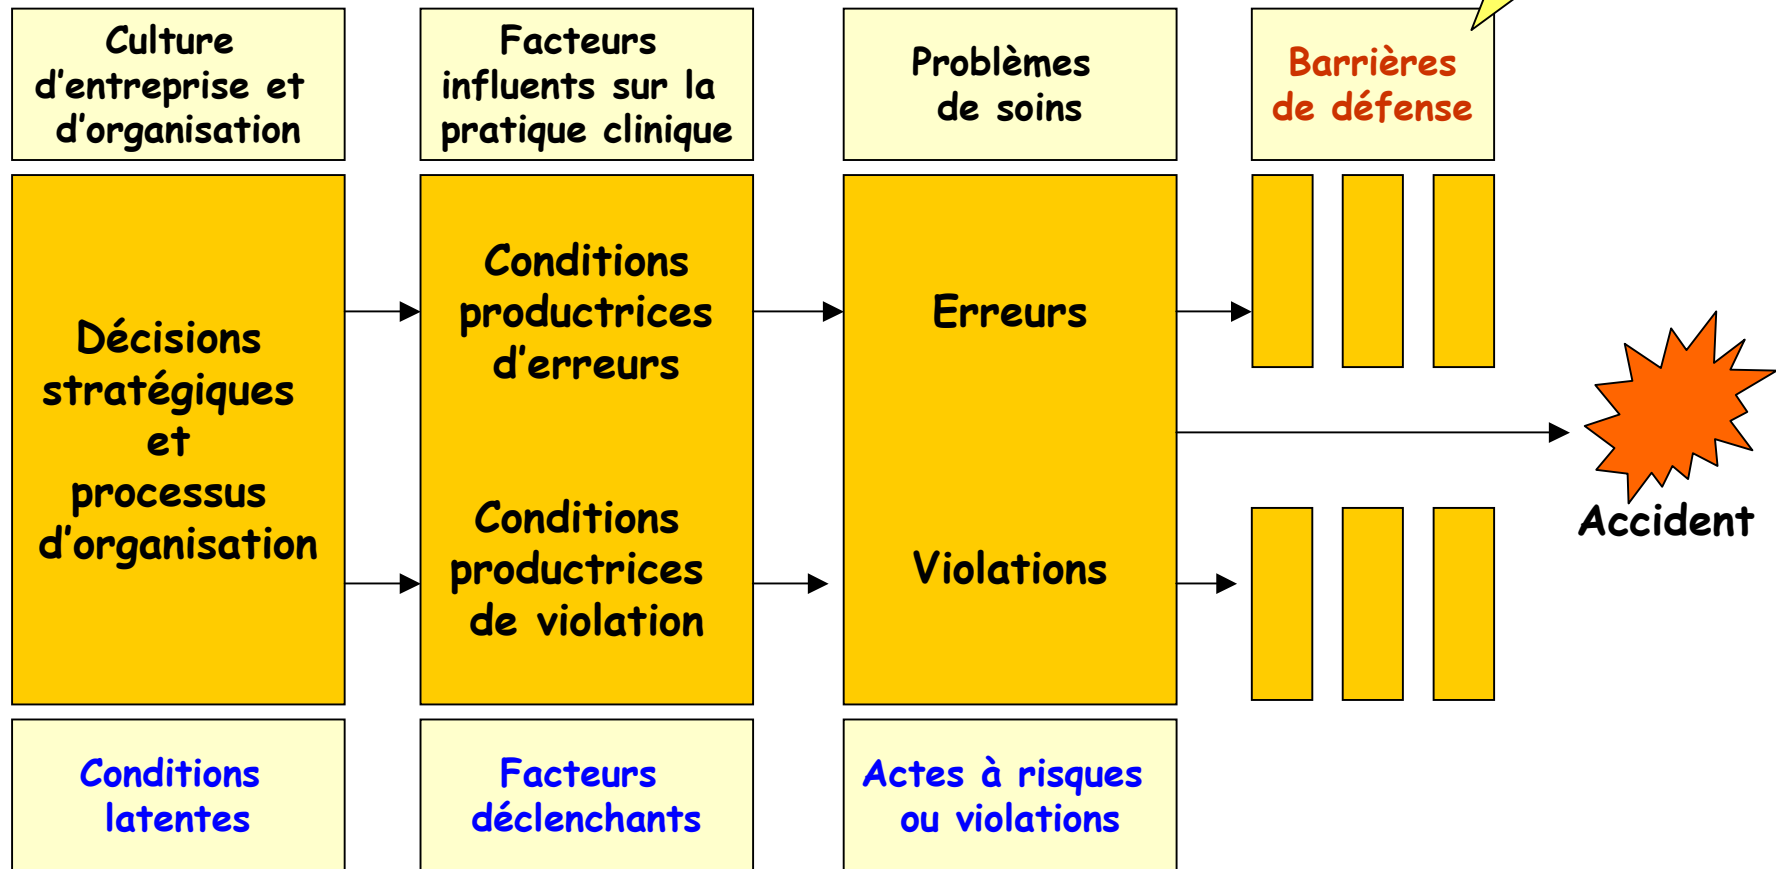 Culture
d'entreprise et
d'organisation
Facteurs
influents sur la
pratique clinique
Problèmes
de soins
Barrières
de défense
Décisions
stratégiques
et
processus
d'organisation
Conditions
productrices
d'erreurs
Conditions
productrices
de violation
Erreurs
Violations
Accident
Conditions
latentes
Facteurs
déclenchants
Actes à risques
ou violations